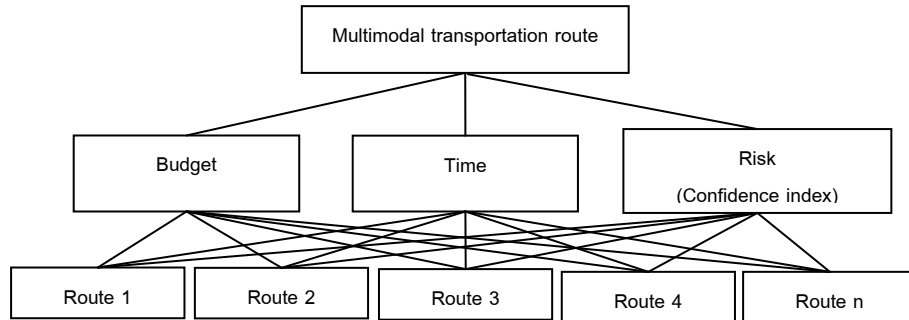 Multimodal transportation route
Budget
Time
Risk
(Confidence index)
Route 1
Route 2
Route 3
Route 4
Route n